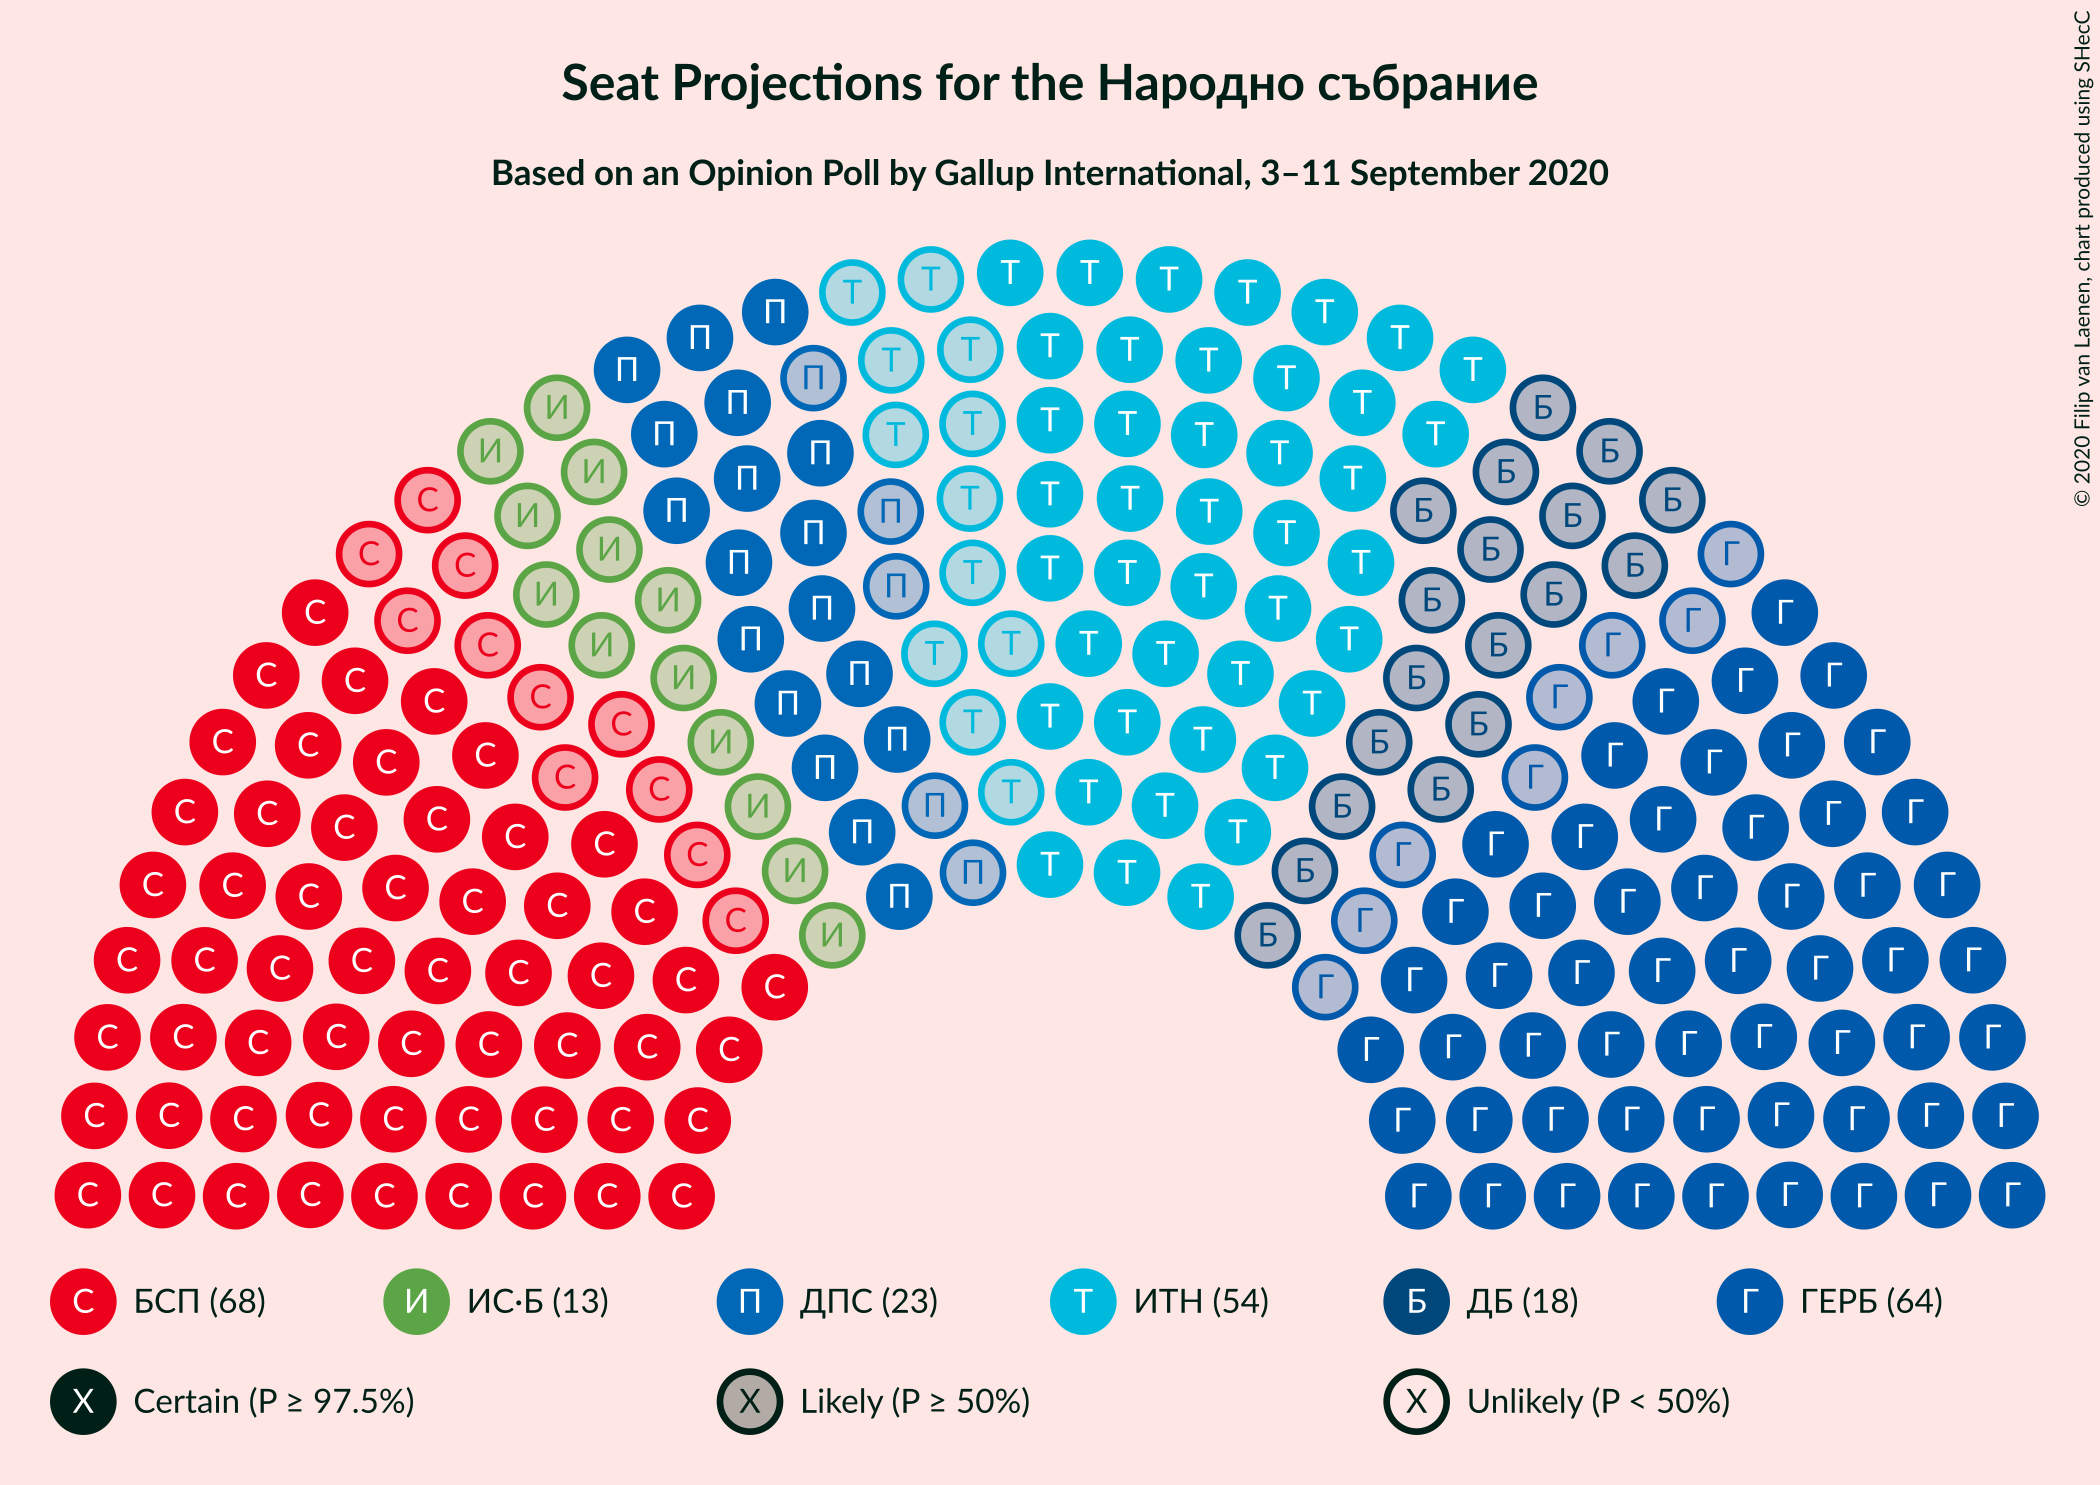 Seat Projections for the Народно събрание
Based on an Opinion Poll by Gallup International, 3–11 September 2020
© 2020 Filip van Laenen, chart produced using SHecC
С БСП (68)
И ИС·Б (13)
П ДПС (23)
Т ИТН (54)
Б ДБ (18)
Г ГЕРБ (64)
X Certain (P ≥ 97.5%)
X Likely (P ≥ 50%)
X Unlikely (P < 50%)